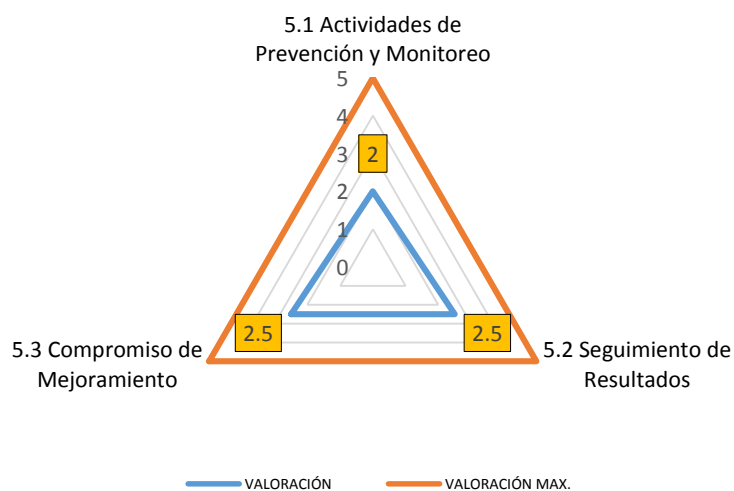 5.1 Actividades de
Prevención y Monitoreo
5
4
3
2
2
1
0
2.5
2.5
5.3 Compromiso de
Mejoramiento
5.2 Seguimiento de
Resultados
VALORACIÓN
VALORACIÓN MAX.